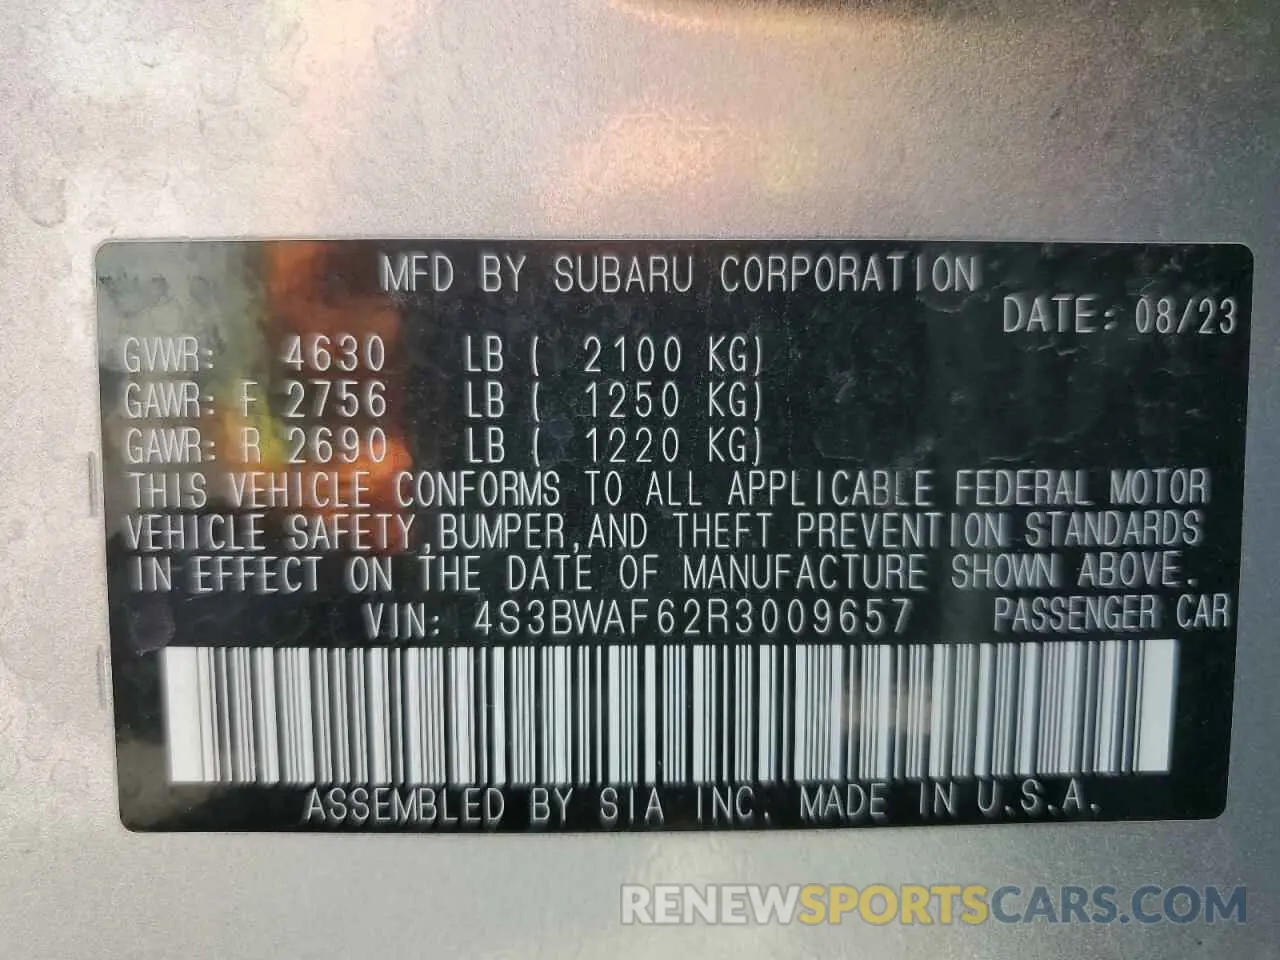 MFD BY SUBARU CORPORATION
DATE: 08/23
GVWR: 4630 LB ( 2100 KG)
GAWR: F 2756 LB ( 1250 KG)
GAWR: R 2690 LB ( 1220 KG)
THIS VEHICLE CONFORMS TO ALL APPLICABLE FEDERAL MOTOR
VEHICLE SAFETY,BUMPER,AND THEFT PREVENTION STANDARDS
IN EFFECT ON THE DATE OF MANUFACTURE SHOWN ABOVE.
VIN: 4S3BWAF62R3009657 PASSENGER CAR
ASSEMBLED BY SIA INC. MADE IN U.S.A.
RENEWSPORTSCARS.COM